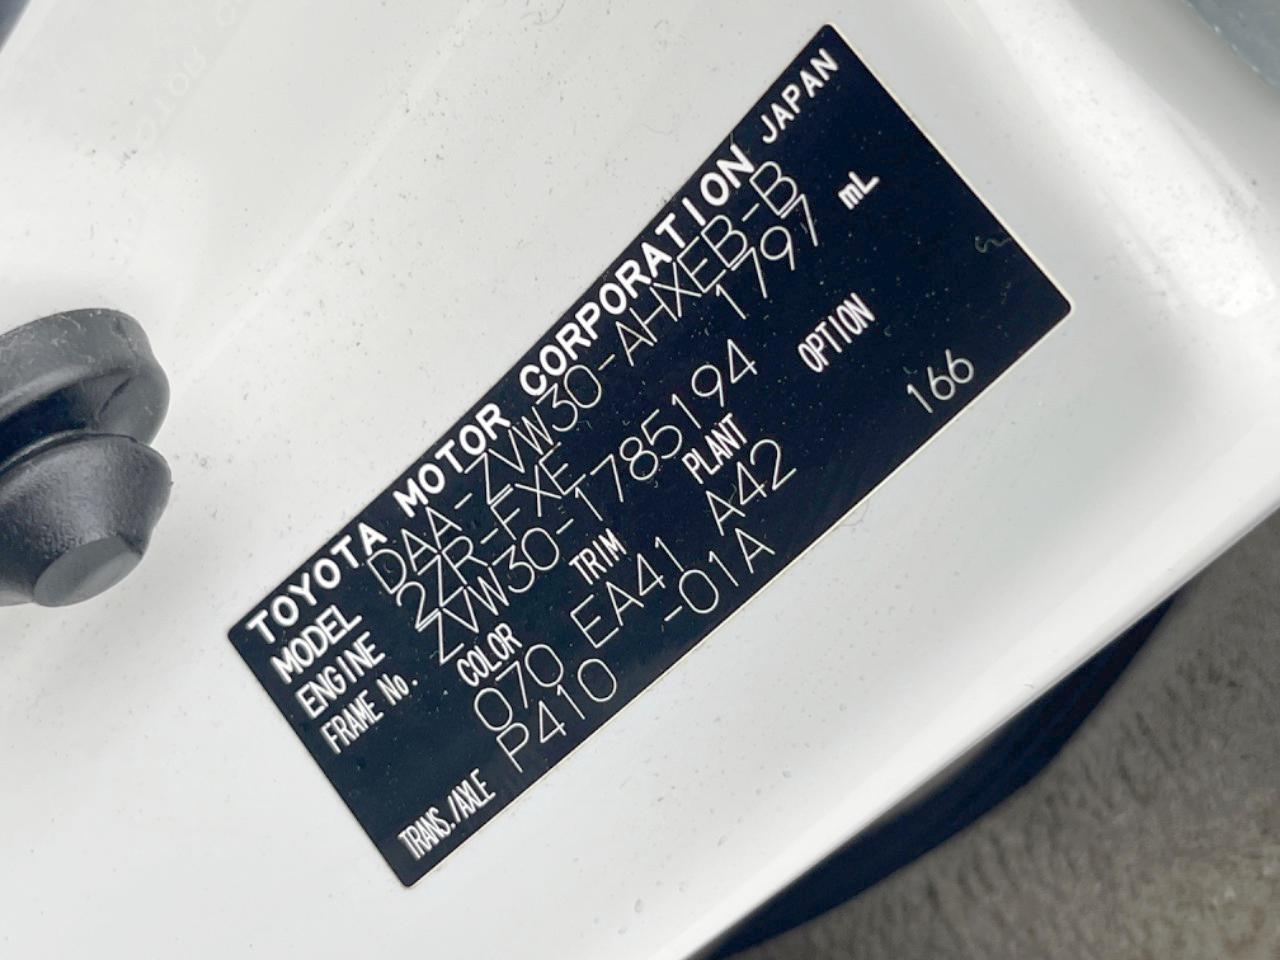 TOYOTA MOTOR CORPORATION JAPAN
MODEL DAA-ZVW30-AHXEB-B
ENGINE 2ZR-FXE 1797 mL
FRAME No. ZVW30-1785194
COLOR TRIM PLANT OPTION
070 EA41 A42 166
TRANS./AXLE P410 -01A